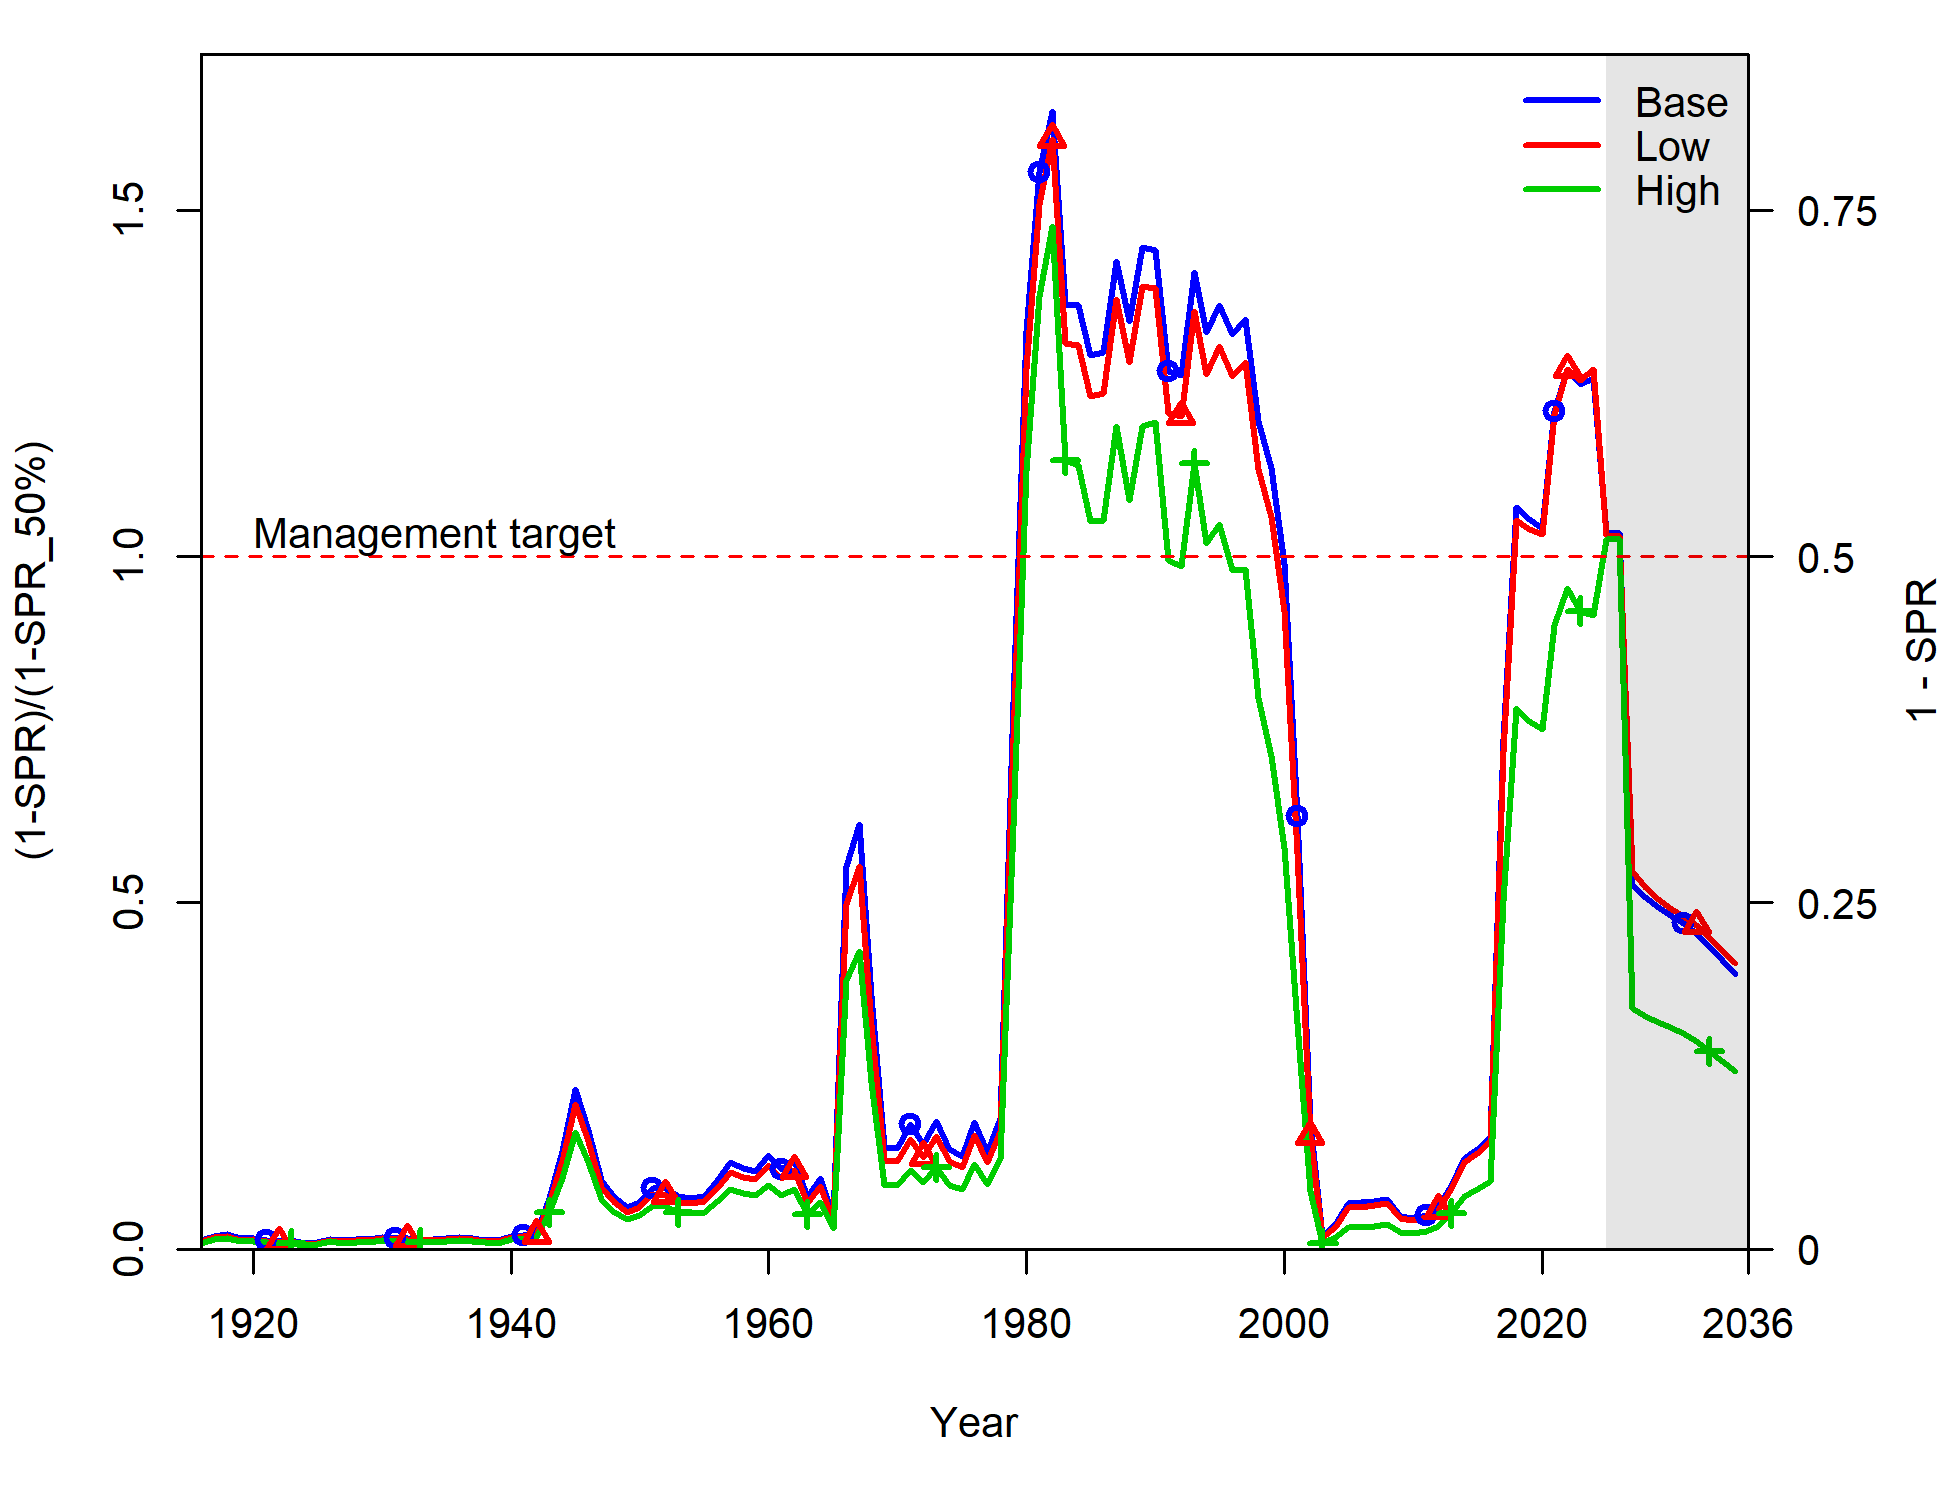 Base
Low
High
Management target
(1-SPR)/(1-SPR_50%)
1.5
1.0
0.5
0.0
0.75
0.5
0.25
0
1 - SPR
1920 1940 1960 1980 2000 2020 2036
Year